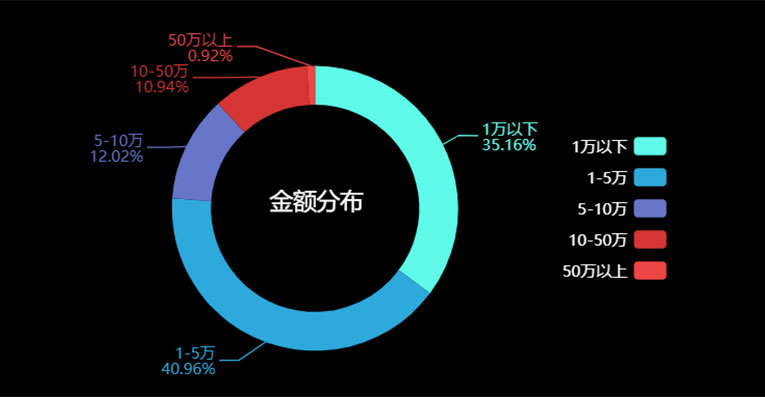 50万以上
0.92%
10-50万
10.94%
5-10万
12.02%
1万以下
35.16%
金额分布
1-5万
40.96%
1万以下
1-5万
5-10万
10-50万
50万以上